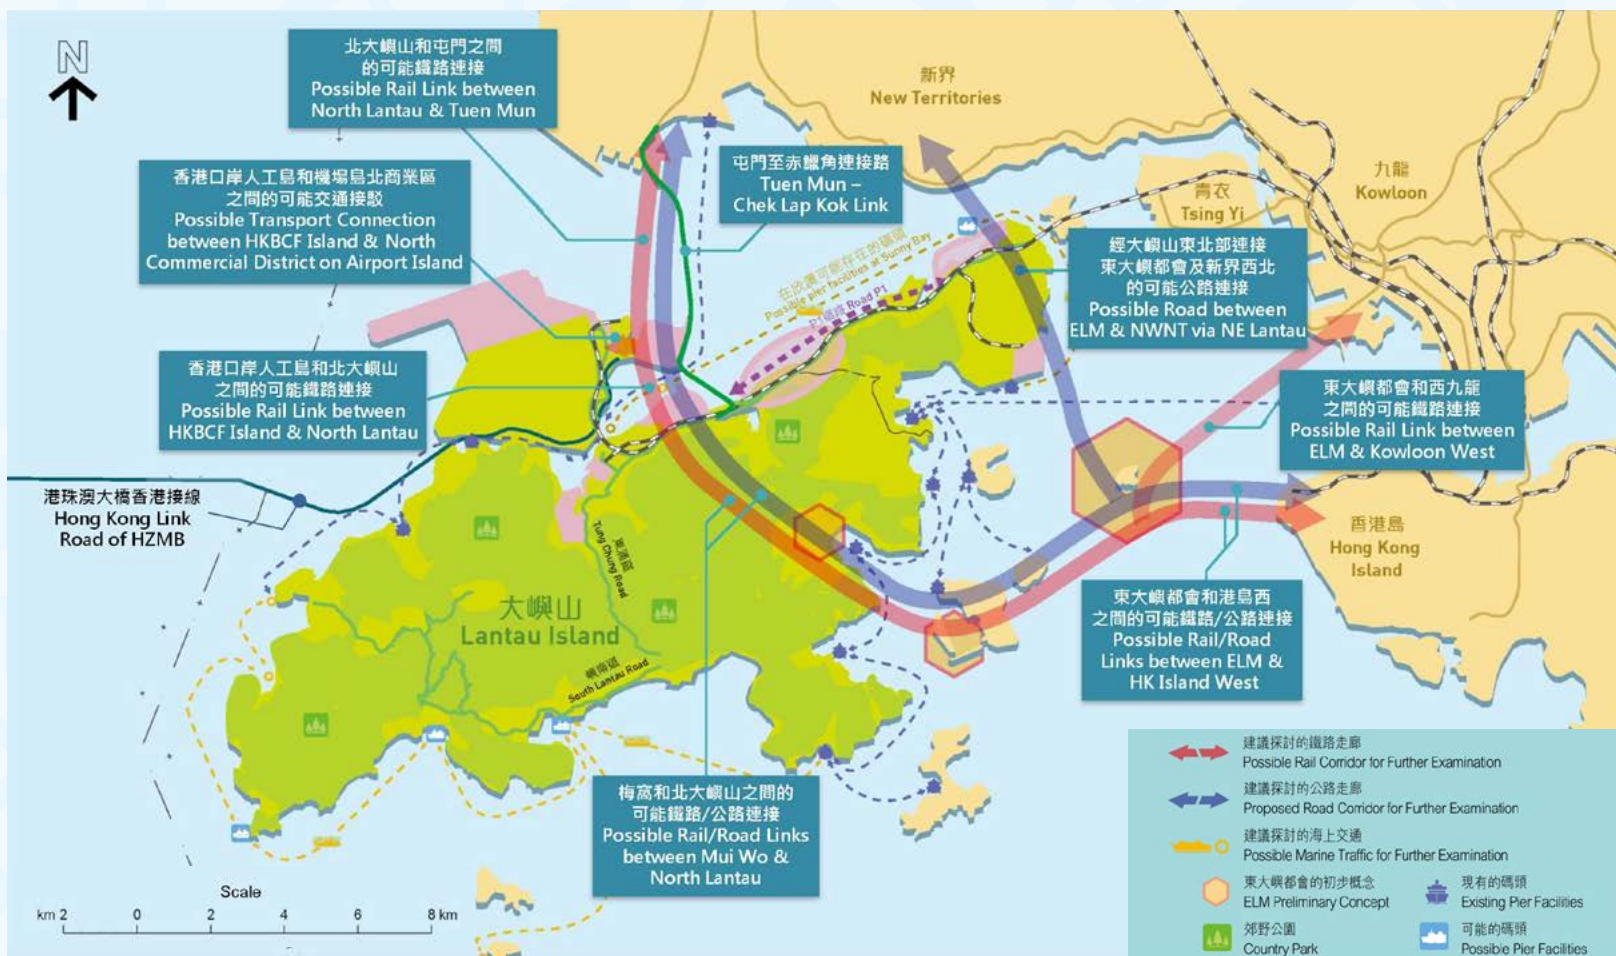 N
北大嶼山和屯門之間
的可能鐵路連接
Possible Rail Link between
North Lantau & Tuen Mun
新界
New Territories
香港口岸人工島和機場島北商業區
之間的可能交通接駁
Possible Transport Connection
between HKBCF Island & North
Commercial District on Airport Island
屯門至赤鱲角連接路
Tuen Mun –
Chek Lap Kok Link
青衣
Tsing Yi
九龍
Kowloon
經大嶼山東北部連接
東大嶼都會及新界西北
的可能公路連接
Possible Road between
ELM & NWNT via NE Lantau
在欣澳可能存在的碼頭
Possible pier facilities at Sunny Bay
P1道路 Road P1
香港口岸人工島和北大嶼山
之間的可能鐵路連接
Possible Rail Link between
HKBCF Island & North Lantau
東大嶼都會和西九龍
之間的可能鐵路連接
Possible Rail Link between
ELM & Kowloon West
港珠澳大橋香港接線
Hong Kong Link
Road of HZMB
東涌道
Tung Chung Road
香港島
Hong Kong
Island
大嶼山
Lantau Island
嶼南道
South Lantau Road
東大嶼都會和港島西
之間的可能鐵路/公路連接
Possible Rail/Road
Links between ELM &
HK Island West
梅窩和北大嶼山之間的
可能鐵路/公路連接
Possible Rail/Road Links
between Mui Wo &
North Lantau
建議探討的鐵路走廊
Possible Rail Corridor for Further Examination
建議探討的公路走廊
Proposed Road Corridor for Further Examination
建議探討的海上交通
Possible Marine Traffic for Further Examination
東大嶼都會的初步概念
ELM Preliminary Concept
現有的碼頭
Existing Pier Facilities
郊野公園
Country Park
可能的碼頭
Possible Pier Facilities
Scale
km 2 0 2 4 6 8 km